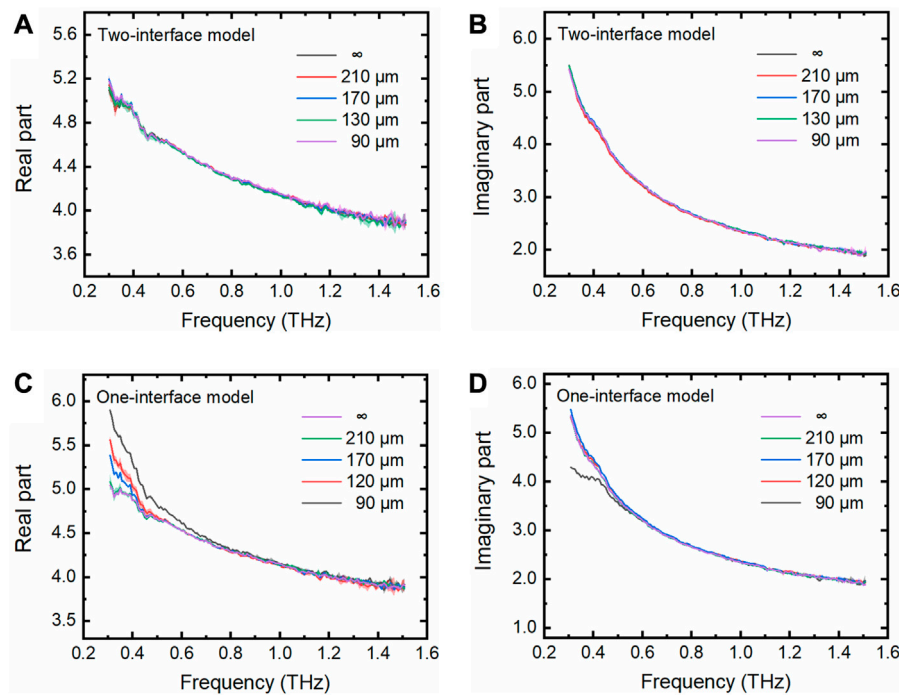 A
Two-interface model
∞
210 μm
170 μm
130 μm
90 μm
5.6
5.2
4.8
4.4
4.0
3.6
Real part
0.2 0.4 0.6 0.8 1.0 1.2 1.4 1.6
Frequency (THz)
B
Two-interface model
∞
210 μm
170 μm
130 μm
90 μm
6.0
5.0
4.0
3.0
2.0
Imaginary part
0.2 0.4 0.6 0.8 1.0 1.2 1.4 1.6
Frequency (THz)
C
One-interface model
∞
210 μm
170 μm
120 μm
90 μm
6.0
5.5
5.0
4.5
4.0
3.5
Real part
0.2 0.4 0.6 0.8 1.0 1.2 1.4 1.6
Frequency (THz)
D
One-interface model
∞
210 μm
170 μm
120 μm
90 μm
6.0
5.0
4.0
3.0
2.0
1.0
Imaginary part
0.2 0.4 0.6 0.8 1.0 1.2 1.4 1.6
Frequency (THz)